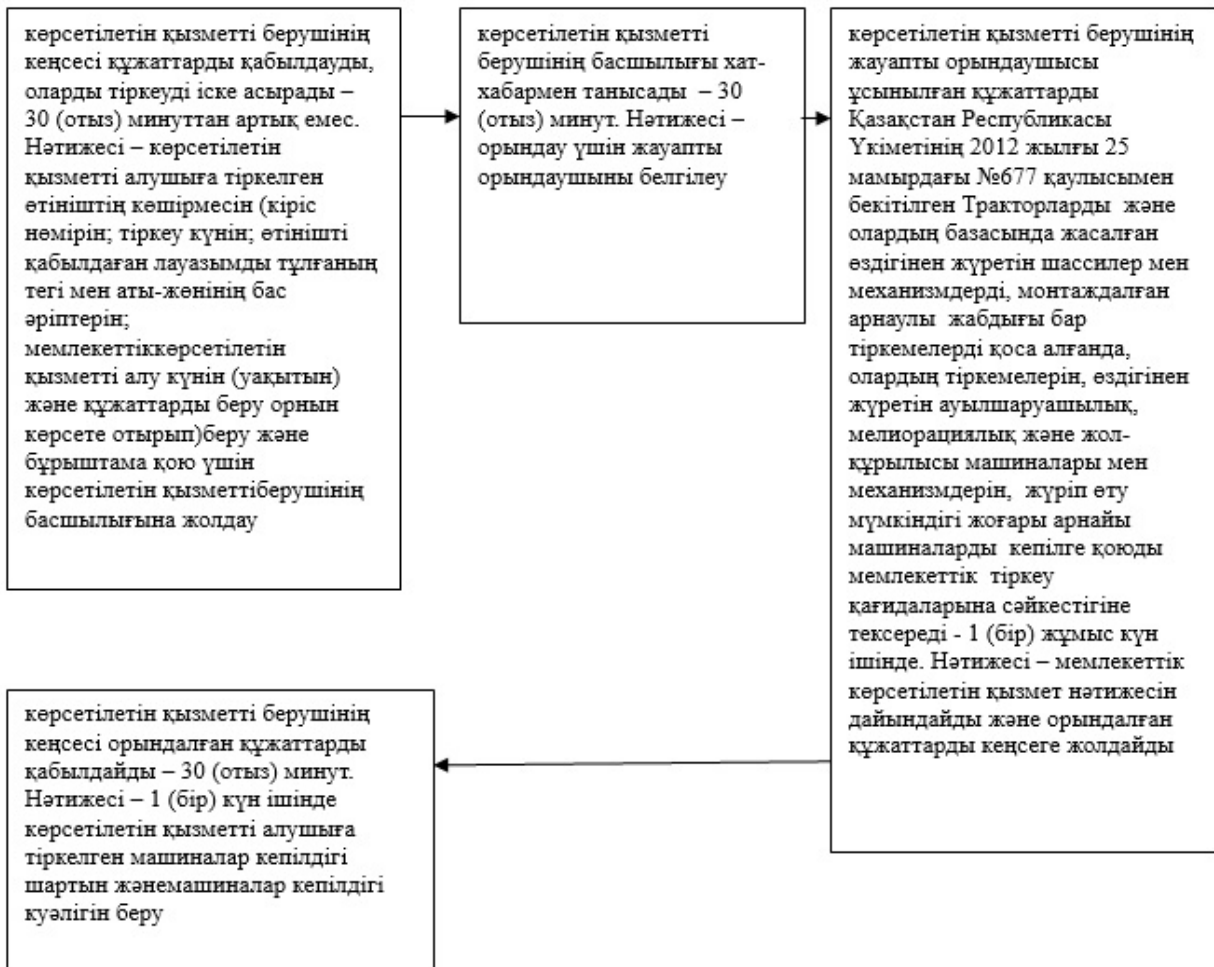 көрсетілетін қызметті берушінің
кеңсесі құжаттарды қабылдауды,
оларды тіркеуді іске асырады –
30 (отыз) минуттан артық емес.
Нәтижесі – көрсетілетін
қызметті алушыға тіркелген
өтініштің көшірмесін (кіріс
нөмірін; тіркеу күнін; өтінішті
қабылдаған лауазымды тұлғаның
тегі мен аты-жөнінің бас
әріптерін;
мемлекеттіккөрсетілетін
қызметті алу күнін (уақытын)
және құжаттарды беру орнын
көрсете отырып)беру және
бұрыштама қою үшін
көрсетілетін қызметтіберушінің
басшылығына жолдау
көрсетілетін қызметті
берушінің басшылығы хат-
хабармен танысады – 30
(отыз) минут. Нәтижесі –
орындау үшін жауапты
орындаушыны белгілеу
көрсетілетін қызметті берушінің
жауапты орындаушысы
ұсынылған құжаттарды
Қазақстан Республикасы
Үкіметінің 2012 жылғы 25
мамырдағы №677 қаулысымен
бекітілген Тракторларды және
олардың базасында жасалған
өздігінен жүретін шассилер мен
механизмдерді, монтаждалған
арнаулы жабдығы бар
тіркемелерді қоса алғанда,
олардың тіркемелерін, өздігінен
жүретін ауылшаруашылық,
мелиорациялық және жол-
құрылысы машиналары мен
механизмдерін, жүріп өту
мүмкіндігі жоғары арнайы
машиналарды кепілге қоюды
мемлекеттік тіркеу
қағидаларына сәйкестігіне
тексереді - 1 (бір) жұмыс күн
ішінде. Нәтижесі – мемлекеттік
көрсетілетін қызмет нәтижесін
дайындайды және орындалған
құжаттарды кеңсеге жолдайды
көрсетілетін қызметті берушінің
кеңсесі орындалған құжаттарды
қабылдайды – 30 (отыз) минут.
Нәтижесі – 1 (бір) күн ішінде
көрсетілетін қызметті алушыға
тіркелген машиналар кепілдігі
шартын жәнемашиналар кепілдігі
куәлігін беру